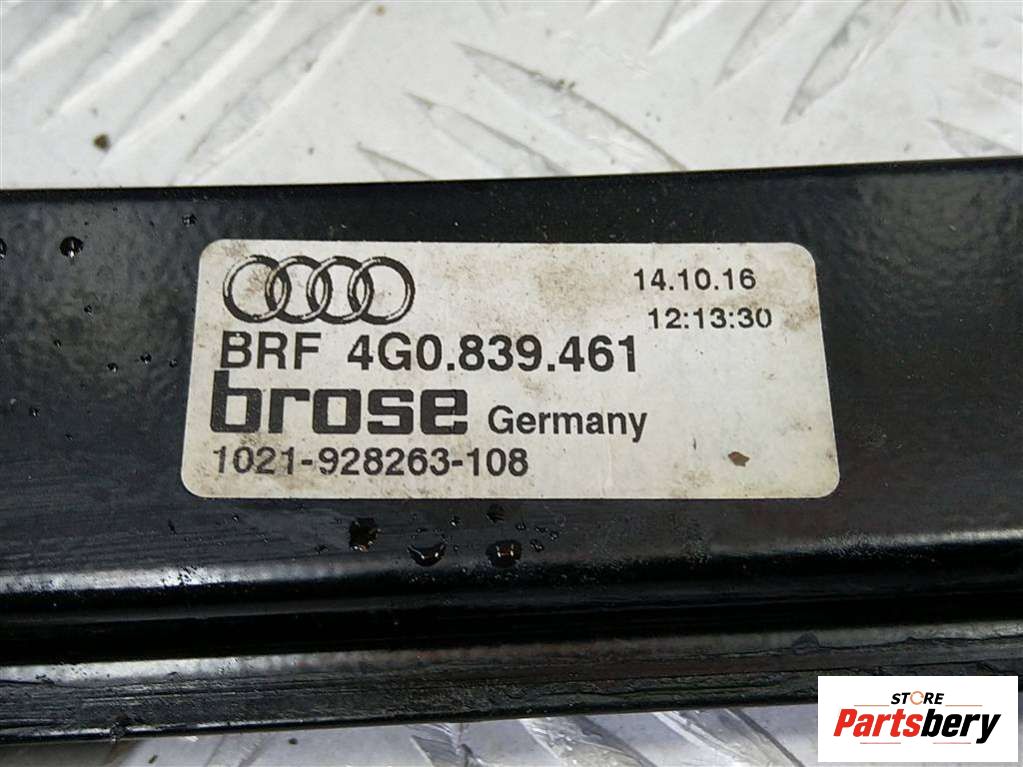 14.10.16
12:13:30
BRF 4G0.839.461
brose Germany
1021-928263-108
STORE
Partsbery